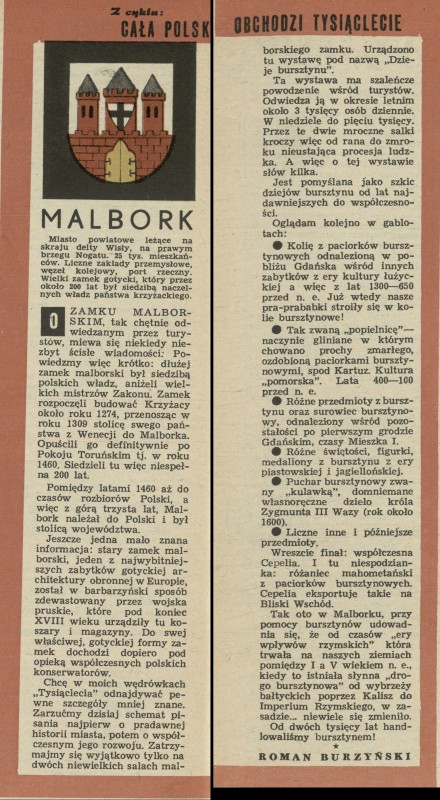 Z cyklu:
CAŁA POLSK
OBCHODZI TYSIĄCLECIE
MALBORK
Miasto powiatowe leżące na
skraju delty Wisły, na prawym
brzegu Nogatu. 25 tys. mieszkań-
ców. Liczne zakłady przemysłowe,
węzeł kolejowy, port rzeczny.
Wielki zamek gotycki, który przez
około 200 lat był siedzibą naczel-
nych władz państwa krzyżackiego.
O ZAMKU MALBOR-
SKIM, tak chętnie od-
wiedzanym przez tury-
stów, miewa się niekiedy nie-
zbyt ścisłe wiadomości. Po-
wiedzmy więc krótko: dłużej
zamek malborski był siedzibą
polskich władz, aniżeli wiel-
kich mistrzów Zakonu. Zamek
rozpoczęli budować Krzyżacy
około roku 1274, przenosząc w
roku 1309 stolicę swego pań-
stwa z Wenecji do Malborka.
Opuścili go definitywnie po
Pokoju Toruńskim tj. w roku
1460. Siedzieli tu więc niespeł-
na 200 lat.
Pomiędzy latami 1460 aż do
czasów rozbiorów Polski, a
więc z górą trzysta lat, Mal-
bork należał do Polski i był
stolicą województwa.
Jeszcze jedna mało znana
informacja: stary zamek mal-
borski, jeden z najwybitniej-
szych zabytków gotyckiej ar-
chitektury obronnej w Europie,
został w barbarzyński sposób
zdewastowany przez wojska
pruskie, które pod koniec
XVIII wieku urządziły tu ko-
szary i magazyny. Do swej
właściwej, gotyckiej formy za-
mek dochodzi dopiero pod
opieką współczesnych polskich
konserwatorów.
Chcę w moich wędrówkach
„Tysiąclecia" odnajdywać pe-
wne szczegóły mniej znane.
Zarzućmy dzisiaj schemat pi-
sania najpierw o pradawnej
historii miasta, potem o współ-
czesnym jego rozwoju. Zatrzy-
majmy się wyjątkowo tylko na
dwóch niewielkich salach mal-
borskiego zamku. Urządzono
tu wystawę pod nazwą „Dzie-
je bursztynu".
Ta wystawa ma szaleńcze
powodzenie wśród turystów.
Odwiedza ją w okresie letnim
około 3 tysięcy osób dziennie.
W niedziele do pięciu tysięcy.
Przez te dwie mroczne salki
kroczy więc od rana do zmro-
ku nieustająca procesja ludz-
ka. A więc o tej wystawie
słów kilka.
Jest pomyślana jako szkic
dziejów bursztynu od lat naj-
dawniejszych do współczesno-
ści.
Oglądam kolejno w gablo-
tach:
● Kolię z paciorków bursz-
tynowych odnalezioną w po-
bliżu Gdańska wśród innych
zabytków z ery kultury łużyc-
kiej a więc z lat 1300—650
przed n. e. Już wtedy nasze
pra-prababki stroiły się w ko-
lie bursztynowe!
● Tak zwaną „popielnicę"—
naczynie gliniane w którym
chowano prochy zmarłego,
ozdobioną paciorkami burszty-
nowymi, spod Kartuz. Kultura
„pomorska". Lata 400—100
przed n. e.
● Różne przedmioty z bursz-
tynu oraz surowiec bursztyno-
wy, odnaleziony wśród pozo-
stałości po pierwszym grodzie
Gdańskim, czasy Mieszka I.
● Różne świętości, figurki,
medaliony z bursztynu z ery
piastowskiej i jagiellońskiej.
● Puchar bursztynowy zwa-
ny „kulawką", domniemane
własnoręczne dzieło króla
Zygmunta III Wazy (rok około
1600).
● Liczne inne i późniejsze
przedmioty.
Wreszcie finał: współczesna
Cepelia. I tu niespodzian-
ka: różaniec mahometański
z paciorków bursztynowych.
Cepelia eksportuje takie na
Bliski Wschód.
Tak oto w Malborku, przy
pomocy bursztynów udowad-
nia się, że od czasów „ery
wpływów rzymskich" która
trwała na naszych ziemiach
pomiędzy I a V wiekiem n. e.,
kiedy to istniała słynna „dro-
go bursztynowa" od wybrzeży
bałtyckich poprzez Kalisz do
Imperium Rzymskiego, w za-
sadzie... niewiele się zmieniło.
Od dwóch tysięcy lat hand-
lowaliśmy bursztynem!
★
ROMAN BURZYŃSKI